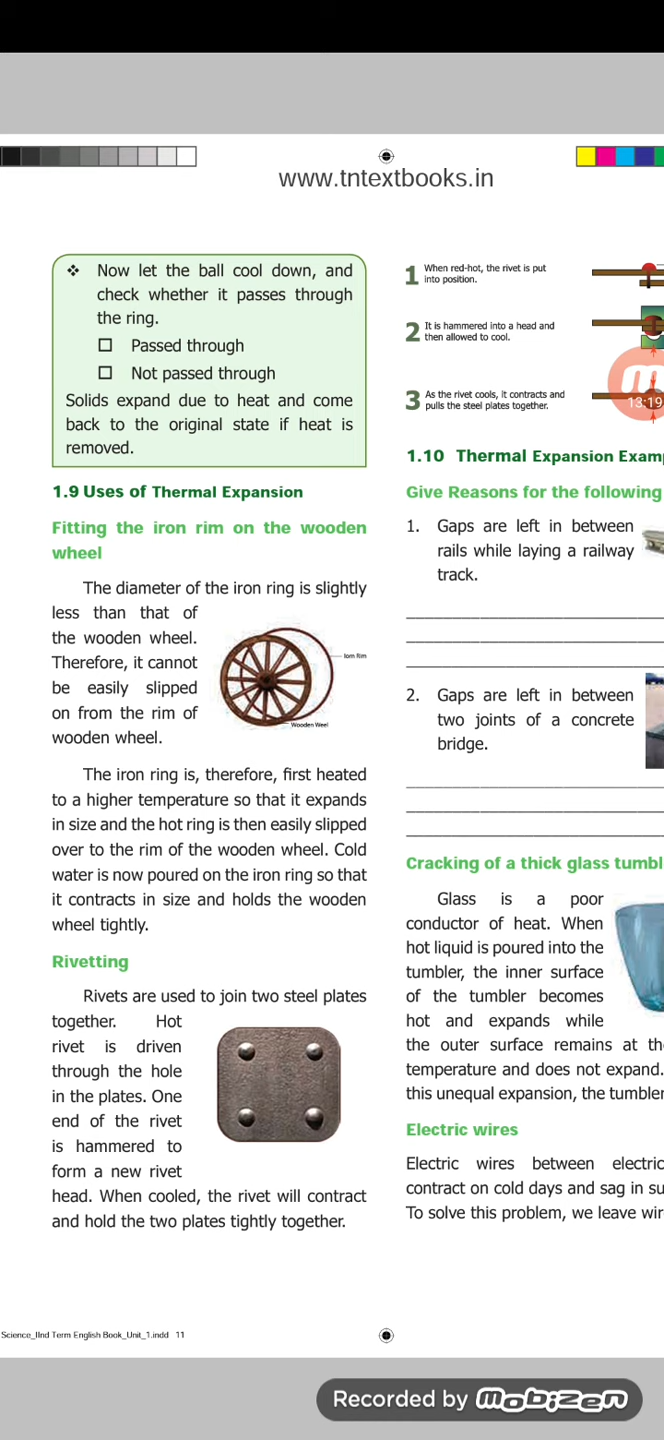 www.tntextbooks.in
❖ Now let the ball cool down, and
check whether it passes through
the ring.
☐ Passed through
☐ Not passed through
Solids expand due to heat and come
back to the original state if heat is
removed.
1.9 Uses of Thermal Expansion
Fitting the iron rim on the wooden
wheel
The diameter of the iron ring is slightly
less than that of
the wooden wheel.
Therefore, it cannot
be easily slipped
on from the rim of
wooden wheel.
Iorn Rim
Wooden Weel
The iron ring is, therefore, first heated
to a higher temperature so that it expands
in size and the hot ring is then easily slipped
over to the rim of the wooden wheel. Cold
water is now poured on the iron ring so that
it contracts in size and holds the wooden
wheel tightly.
Rivetting
Rivets are used to join two steel plates
together. Hot
rivet is driven
through the hole
in the plates. One
end of the rivet
is hammered to
form a new rivet
head. When cooled, the rivet will contract
and hold the two plates tightly together.
1 When red-hot, the rivet is put
into position.
2 It is hammered into a head and
then allowed to cool.
3 As the rivet cools, it contracts and
pulls the steel plates together.
13:19
1.10 Thermal Expansion Exam
Give Reasons for the following
1. Gaps are left in between
rails while laying a railway
track.
2. Gaps are left in between
two joints of a concrete
bridge.
Cracking of a thick glass tumbl
Glass is a poor
conductor of heat. When
hot liquid is poured into the
tumbler, the inner surface
of the tumbler becomes
hot and expands while
the outer surface remains at th
temperature and does not expand.
this unequal expansion, the tumbler
Electric wires
Electric wires between electric
contract on cold days and sag in su
To solve this problem, we leave wir
Science_IInd Term English Book_Unit_1.indd 11
Recorded by mobizen